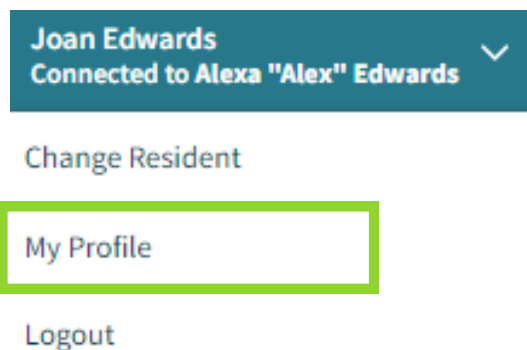 Joan Edwards
Connected to Alexa "Alex" Edwards
Change Resident
My Profile
Logout